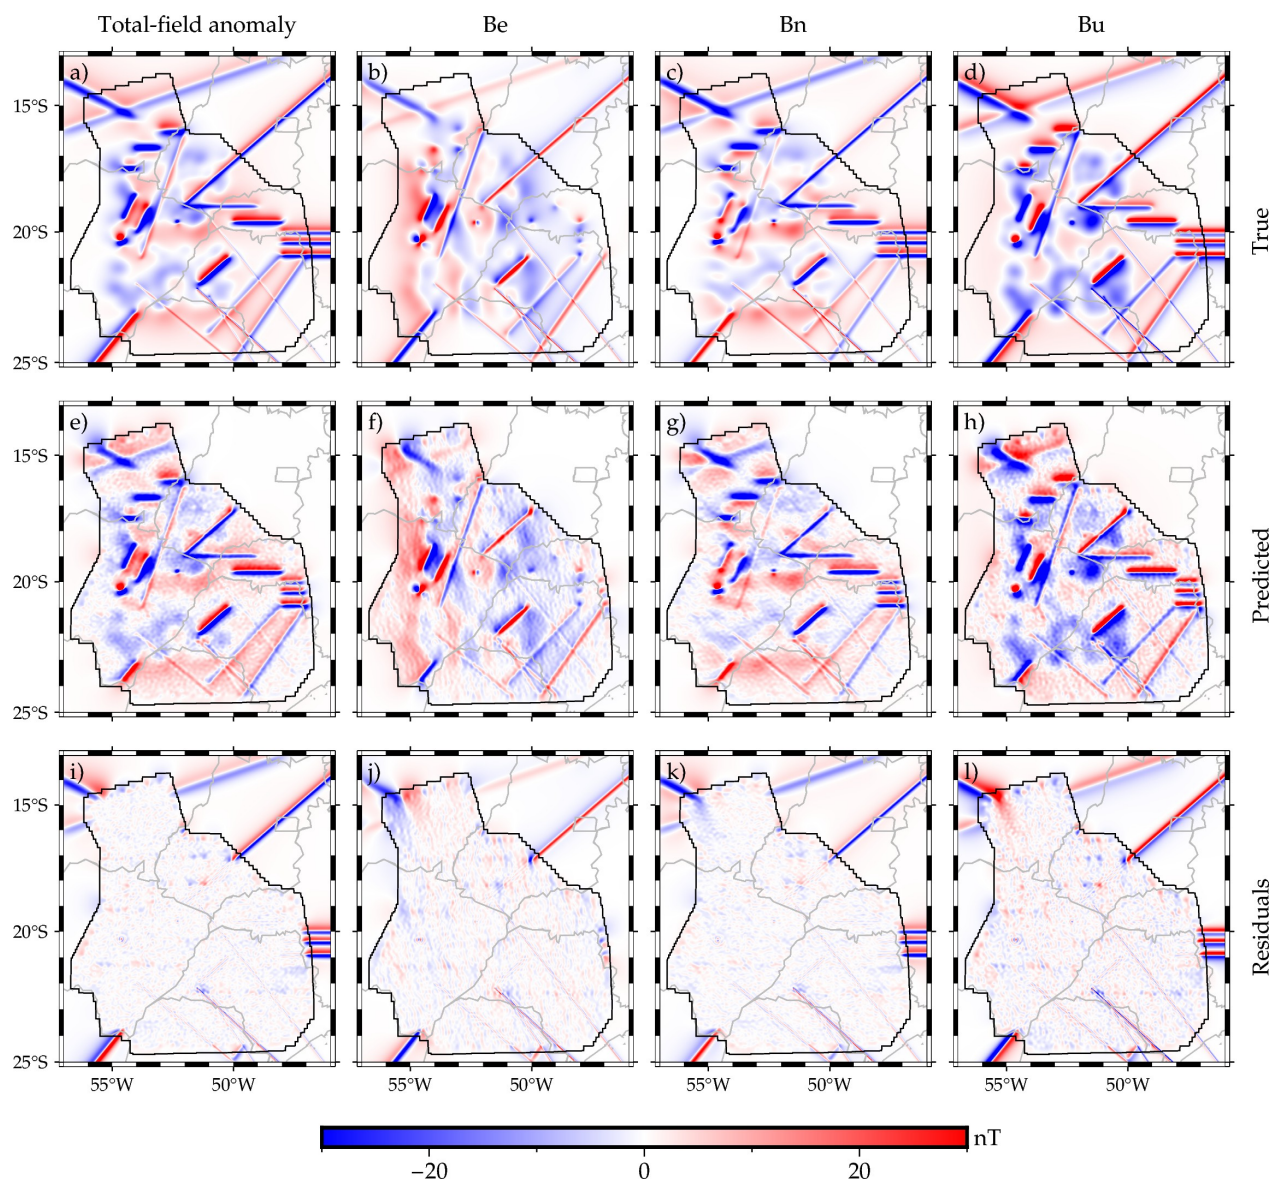 Total-field anomaly Be Bn Bu
a) b) c) d)
15°S
20°S
25°S
True
e) f) g) h)
15°S
20°S
25°S
Predicted
i) j) k) l)
15°S
20°S
25°S
Residuals
55°W 50°W 55°W 50°W 55°W 50°W 55°W 50°W
nT
−20 0 20